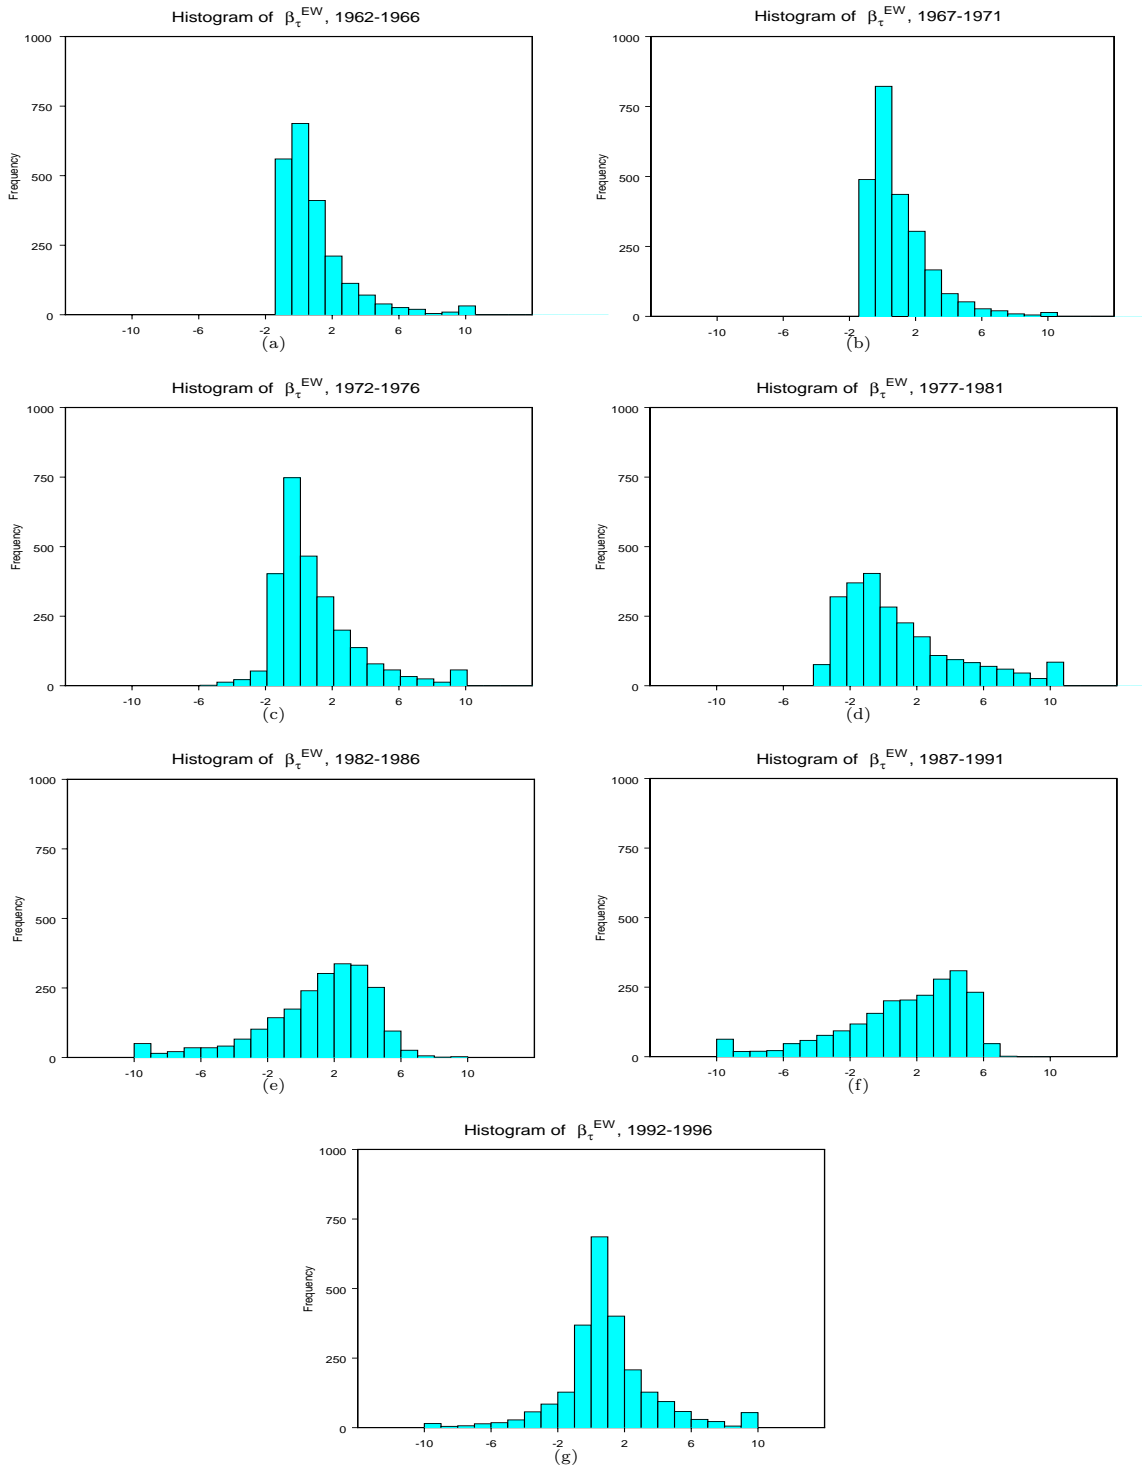 Histogram of β_τ^EW, 1962-1966
1000
750
500
250
0
Frequency
-10 -6 -2 2 6 10
(a)
Histogram of β_τ^EW, 1967-1971
1000
750
500
250
0
Frequency
-10 -6 -2 2 6 10
(b)
Histogram of β_τ^EW, 1972-1976
1000
750
500
250
0
Frequency
-10 -6 -2 2 6 10
(c)
Histogram of β_τ^EW, 1977-1981
1000
750
500
250
0
Frequency
-10 -6 -2 2 6 10
(d)
Histogram of β_τ^EW, 1982-1986
1000
750
500
250
0
Frequency
-10 -6 -2 2 6 10
(e)
Histogram of β_τ^EW, 1987-1991
1000
750
500
250
0
Frequency
-10 -6 -2 2 6 10
(f)
Histogram of β_τ^EW, 1992-1996
1000
750
500
250
0
Frequency
-10 -6 -2 2 6 10
(g)